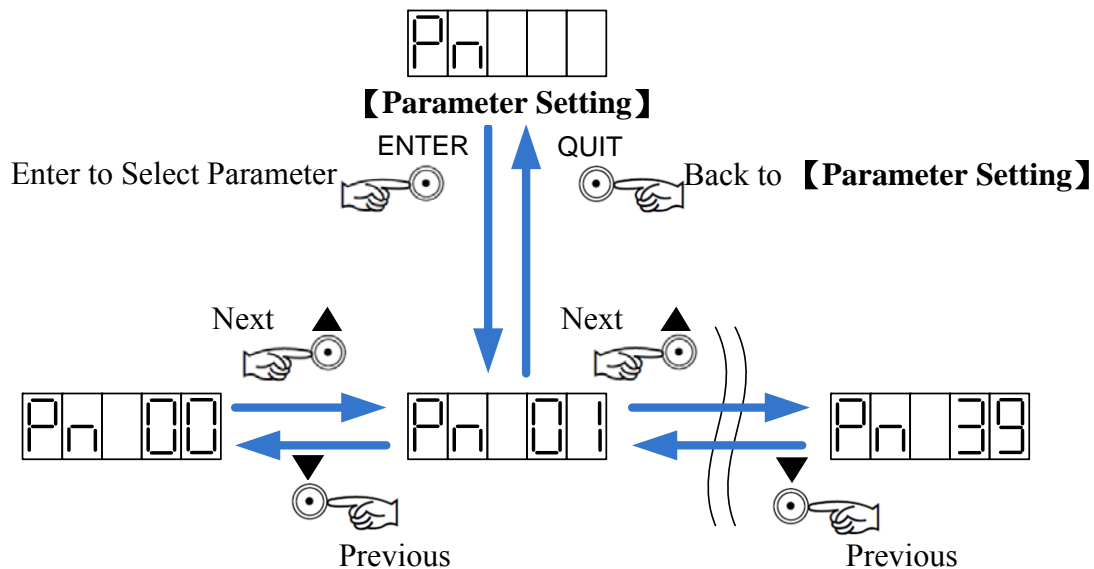 Pn
【Parameter Setting】
ENTER QUIT
Enter to Select Parameter
Back to 【Parameter Setting】
Next ▲
Next ▲
Pn 00
Pn 01
Pn 39
▼
Previous
▼
Previous